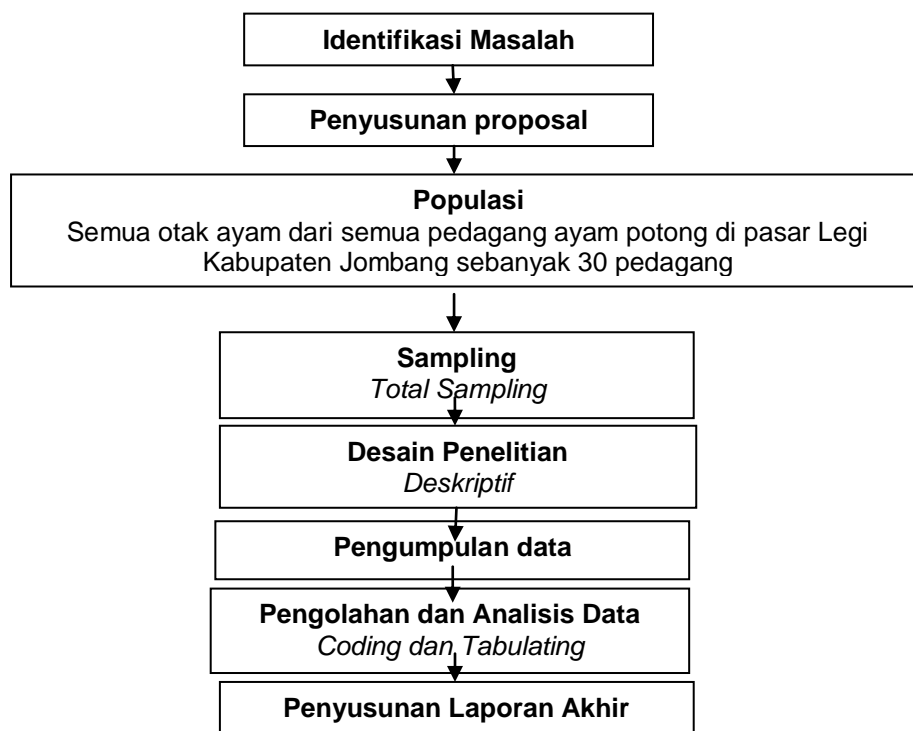 Identifikasi Masalah
Penyusunan proposal
Populasi
Semua otak ayam dari semua pedagang ayam potong di pasar Legi
Kabupaten Jombang sebanyak 30 pedagang
Sampling
Total Sampling
Desain Penelitian
Deskriptif
Pengumpulan data
Pengolahan dan Analisis Data
Coding dan Tabulating
Penyusunan Laporan Akhir